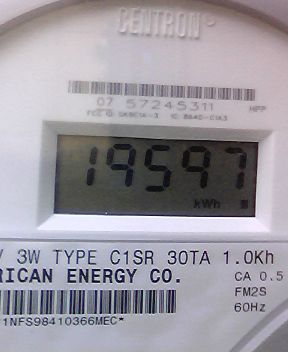 CENTRON®
07 57245311 HPP
19597
kWh
3W TYPE C1SR 30TA 1.0Kh
RICAN ENERGY CO. CA 0.5
FM2S
60Hz
1NFS98410366MEC*